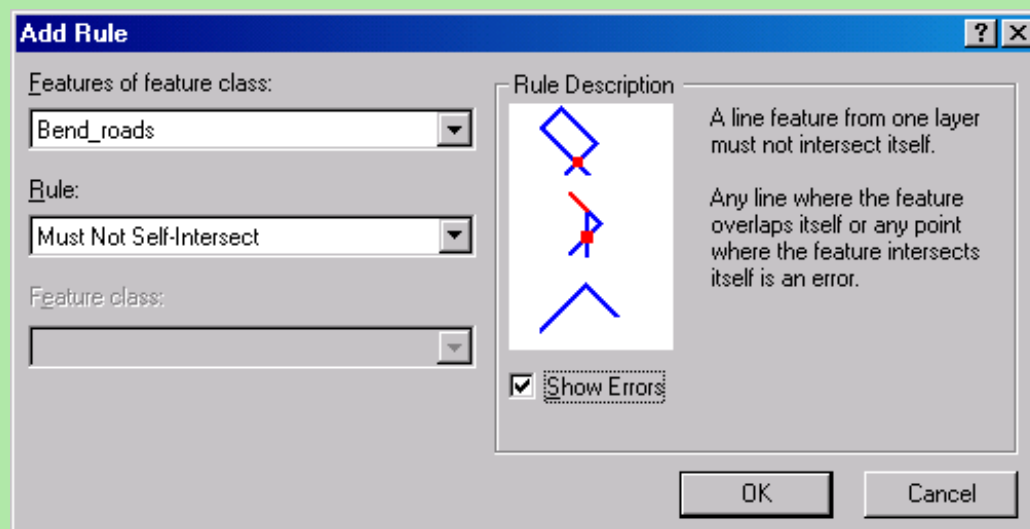 Add Rule
Features of feature class:
Bend_roads
Rule:
Must Not Self-Intersect
Feature class:
Rule Description
A line feature from one layer
must not intersect itself.
Any line where the feature
overlaps itself or any point
where the feature intersects
itself is an error.
Show Errors
OK
Cancel